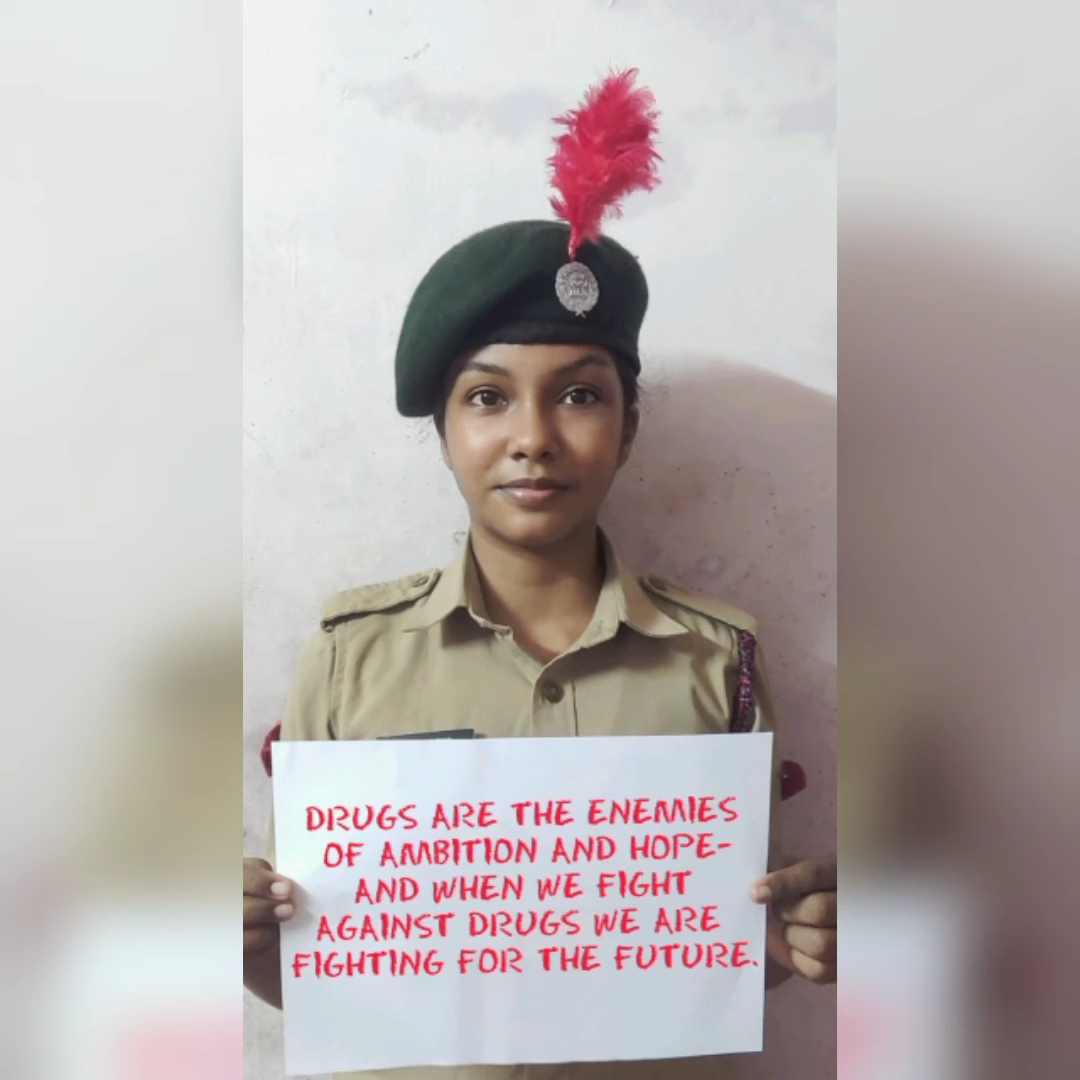 DRUGS ARE THE ENEMIES
OF AMBITION AND HOPE-
AND WHEN WE FIGHT
AGAINST DRUGS WE ARE
FIGHTING FOR THE FUTURE.